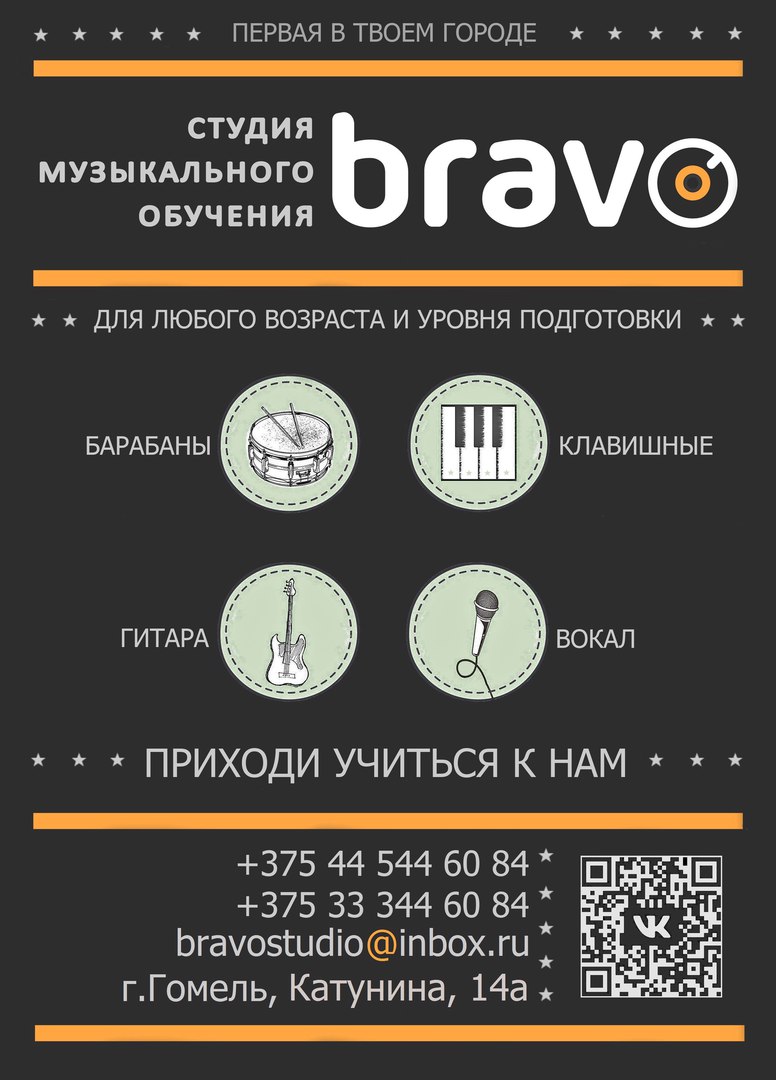 ПЕРВАЯ В ТВОЕМ ГОРОДЕ
СТУДИЯ
МУЗЫКАЛЬНОГО
ОБУЧЕНИЯ
bravo
ДЛЯ ЛЮБОГО ВОЗРАСТА И УРОВНЯ ПОДГОТОВКИ
БАРАБАНЫ
КЛАВИШНЫЕ
ГИТАРА
ВОКАЛ
ПРИХОДИ УЧИТЬСЯ К НАМ
+375 44 544 60 84
+375 33 344 60 84
bravostudio@inbox.ru
г.Гомель, Катунина, 14а